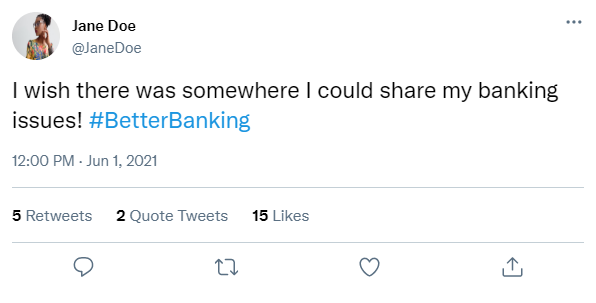 Jane Doe
@JaneDoe
I wish there was somewhere I could share my banking
issues! #BetterBanking
12:00 PM · Jun 1, 2021
5 Retweets 2 Quote Tweets 15 Likes